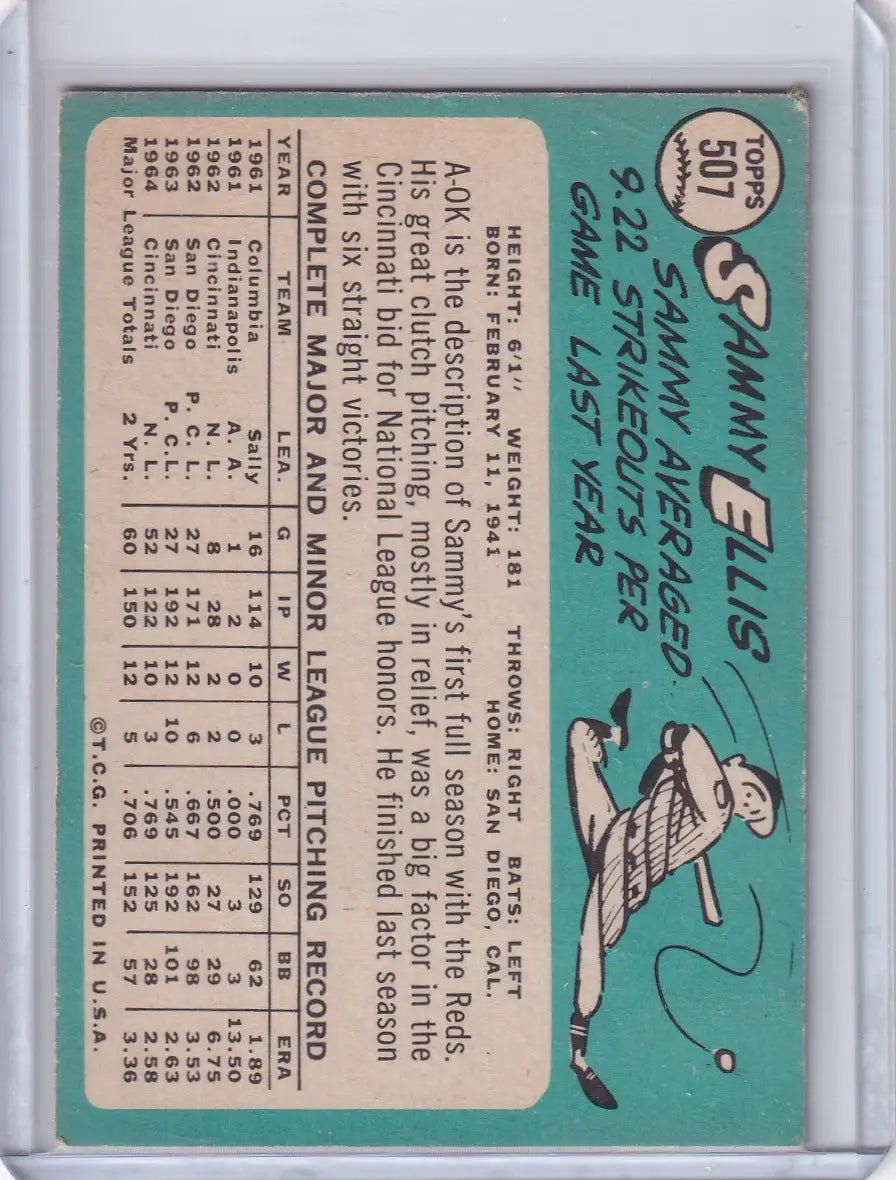 TOPPS
507
SAMMY ELLIS
SAMMY AVERAGED
9.22 STRIKEOUTS PER
GAME LAST YEAR
HEIGHT: 6'1" WEIGHT: 181 THROWS: RIGHT BATS: LEFT
BORN: FEBRUARY 11, 1941 HOME: SAN DIEGO, CAL.
A-OK is the description of Sammy's first full season with the Reds.
His great clutch pitching, mostly in relief, was a big factor in the
Cincinnati bid for National League honors. He finished last season
with six straight victories.
COMPLETE MAJOR AND MINOR LEAGUE PITCHING RECORD
YEAR TEAM LEA. G IP W L PCT SO BB ERA
1961 Columbia Sally 16 114 10 3 .769 129 62 1.89
1961 Indianapolis A. A. 1 2 0 0 .000 3 3 13.50
1962 Cincinnati N. L. 8 28 2 2 .500 27 29 6.75
1962 San Diego P. C. L. 27 171 12 6 .667 162 98 3.53
1963 San Diego P. C. L. 27 192 12 10 .545 192 101 2.63
1964 Cincinnati N. L. 52 122 10 3 .769 125 28 2.58
Major League Totals 2 Yrs. 60 150 12 5 .706 152 57 3.36
©T.C.G. PRINTED IN U.S.A.